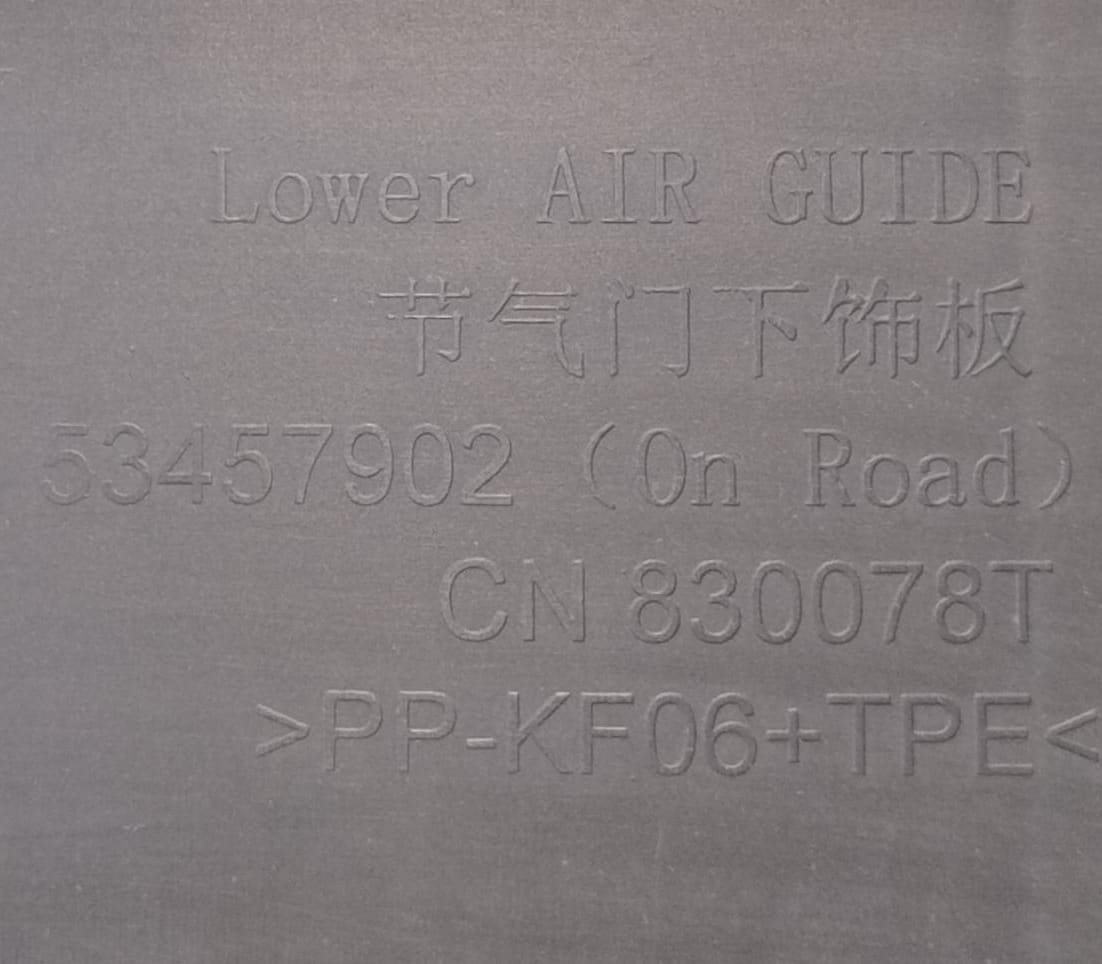 Lower AIR GUIDE
节气门下饰板
53457902 (On Road)
CN 830078T
>PP-KF06+TPE<